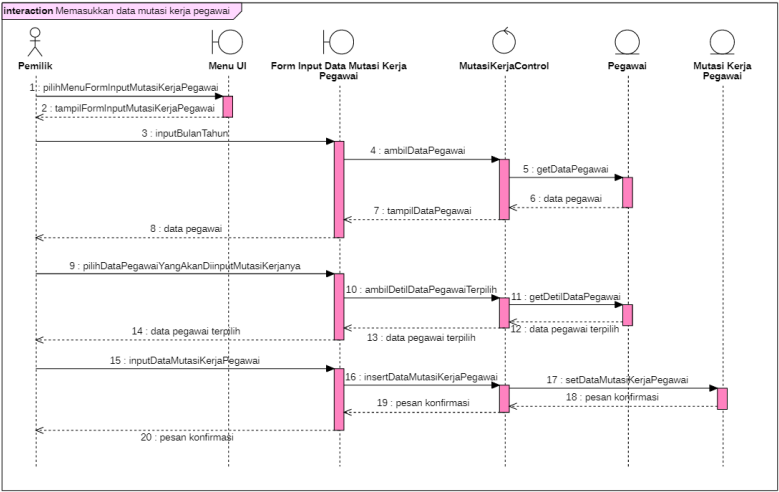 interaction Memasukkan data mutasi kerja pegawai
Pemilik
Menu UI
Form Input Data Mutasi Kerja
Pegawai
MutasiKerjaControl
Pegawai
Mutasi Kerja
Pegawai
1 : pilihMenuFormInputMutasiKerjaPegawai
2 : tampilFormInputMutasiKerjaPegawai
3 : inputBulanTahun
4 : ambilDataPegawai
5 : getDataPegawai
6 : data pegawai
7 : tampilDataPegawai
8 : data pegawai
9 : pilihDataPegawaiYangAkanDiinputMutasiKerjanya
10 : ambilDetilDataPegawaiTerpilih
11 : getDetilDataPegawai
12 : data pegawai terpilih
13 : data pegawai terpilih
14 : data pegawai terpilih
15 : inputDataMutasiKerjaPegawai
16 : insertDataMutasiKerjaPegawai
17 : setDataMutasiKerjaPegawai
18 : pesan konfirmasi
19 : pesan konfirmasi
20 : pesan konfirmasi